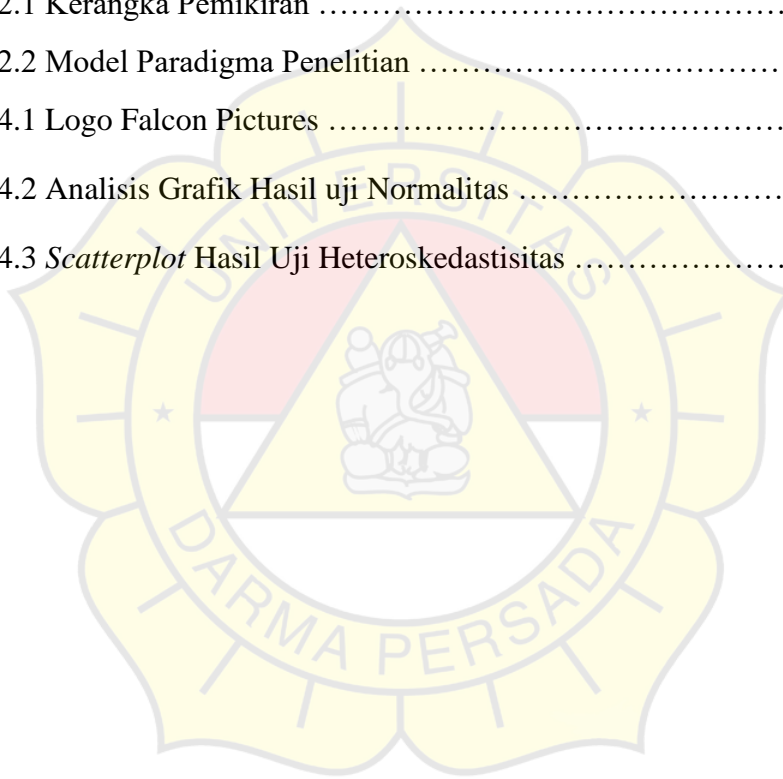 2.1 Kerangka Pemikiran ……………………………………
2.2 Model Paradigma Penelitian ……………………………
4.1 Logo Falcon Pictures ……………………………………
4.2 Analisis Grafik Hasil uji Normalitas ……………………
4.3 Scatterplot Hasil Uji Heteroskedastisitas ………………
UNIVERSITAS
DARMA PERSADA